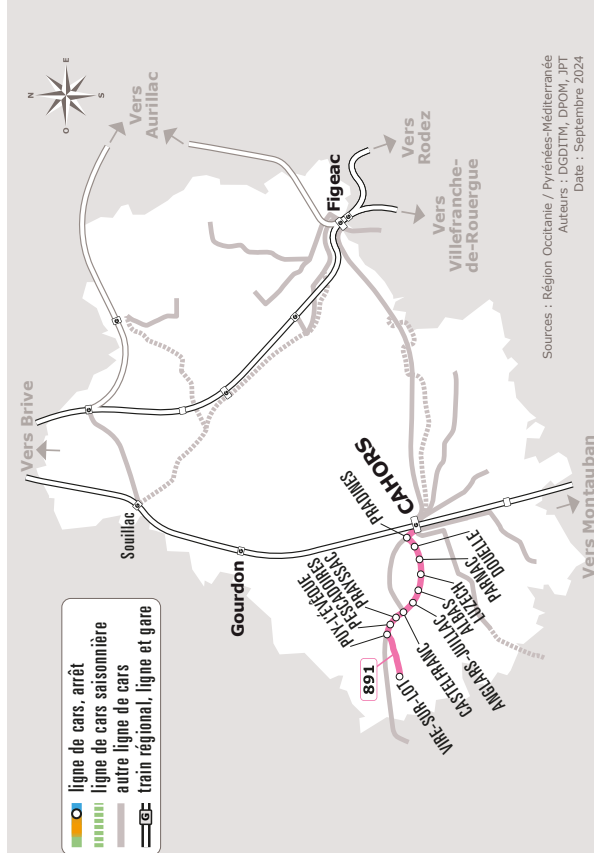 ligne de cars, arrêt
ligne de cars saisonnière
autre ligne de cars
G
train régional, ligne et gare
N
E
S
O
Vers
Aurillac
Vers Brive
Vers
Rodez
Vers
Villefranche-
de-Rouergue
Vers Montauban
Figeac
Souillac
Gourdon
CAHORS
PRADINES
DOUELLE
PARNAC
LUZECH
ALBAS
ANGLARS-JUILLAC
CASTELFRANC
PRAYSSAC
PESCADOIRES
PUY-L'ÉVÊQUE
VIRE-SUR-LOT
891
Sources : Région Occitanie / Pyrénées-Méditerranée
Auteurs : DGDITM, DPOM, JPT
Date : Septembre 2024